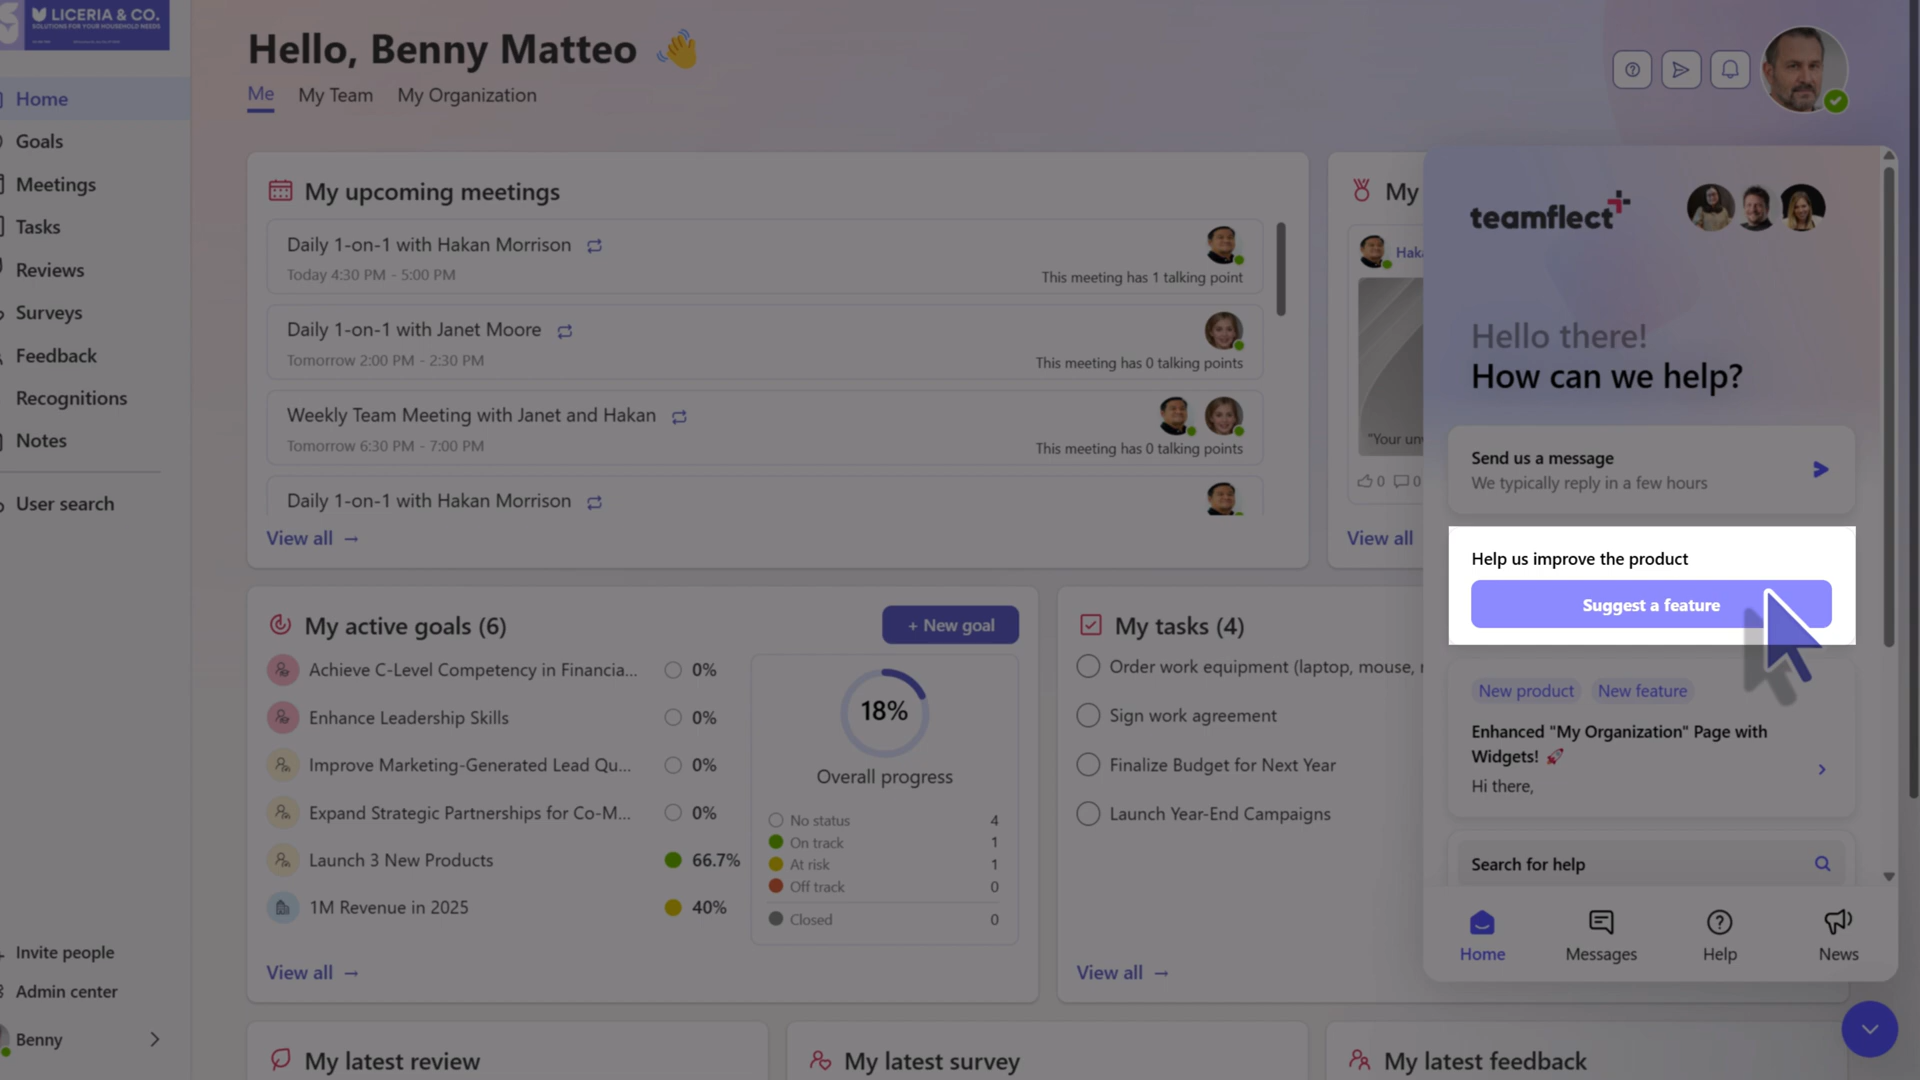 LICERIA & CO.
SOLUTIONS FOR YOUR HOUSEHOLD NEEDS
Home
Goals
Meetings
Tasks
Reviews
Surveys
Feedback
Recognitions
Notes
User search
Invite people
Admin center
Benny
Hello, Benny Matteo 👋
Me
My Team
My Organization
My upcoming meetings
Daily 1-on-1 with Hakan Morrison
Today 4:30 PM - 5:00 PM
This meeting has 1 talking point
Daily 1-on-1 with Janet Moore
Tomorrow 2:00 PM - 2:30 PM
This meeting has 0 talking points
Weekly Team Meeting with Janet and Hakan
Tomorrow 6:30 PM - 7:00 PM
This meeting has 0 talking points
Daily 1-on-1 with Hakan Morrison
View all →
My
Haka
"Your
0
0
View all
My active goals (6)
+ New goal
Achieve C-Level Competency in Financia... 0%
Enhance Leadership Skills 0%
Improve Marketing-Generated Lead Qu... 0%
Expand Strategic Partnerships for Co-M... 0%
Launch 3 New Products 66.7%
1M Revenue in 2025 40%
18%
Overall progress
No status 4
On track 1
At risk 1
Off track 0
Closed 0
View all →
My tasks (4)
Order work equipment (laptop, mouse,
Sign work agreement
Finalize Budget for Next Year
Launch Year-End Campaigns
View all →
My latest review
My latest survey
My latest feedback
teamflect
Hello there!
How can we help?
Send us a message
We typically reply in a few hours
Help us improve the product
Suggest a feature
New product
New feature
Enhanced "My Organization" Page with
Widgets! 🚀
Hi there,
Search for help
Home
Messages
Help
News